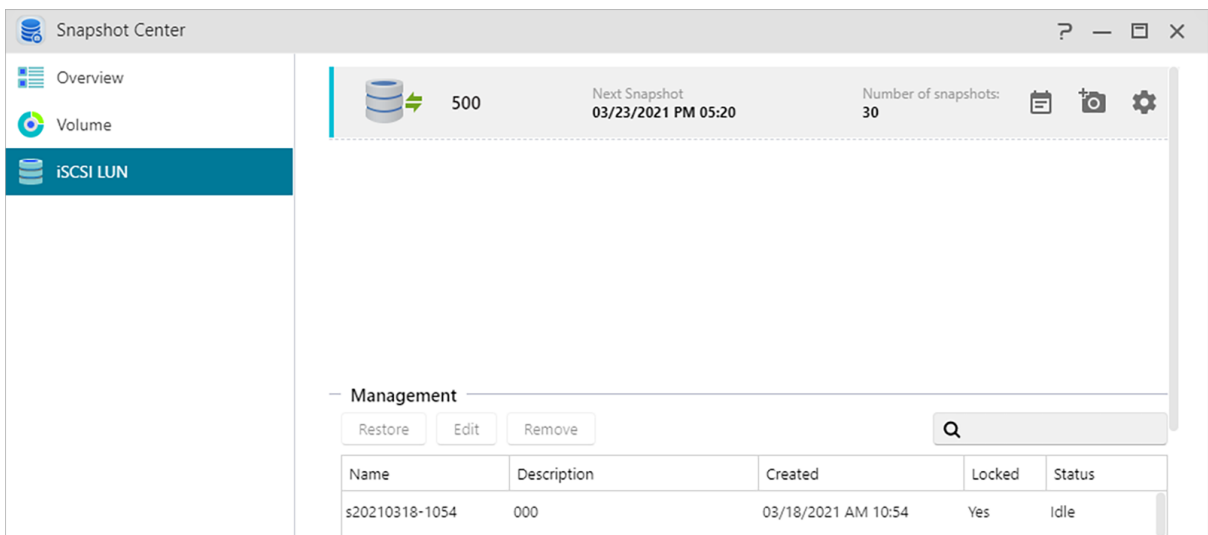 Snapshot Center
Overview
Volume
iSCSI LUN
500
Next Snapshot
03/23/2021 PM 05:20
Number of snapshots:
30
Management
Restore Edit Remove
Name Description Created Locked Status
s20210318-1054 000 03/18/2021 AM 10:54 Yes Idle